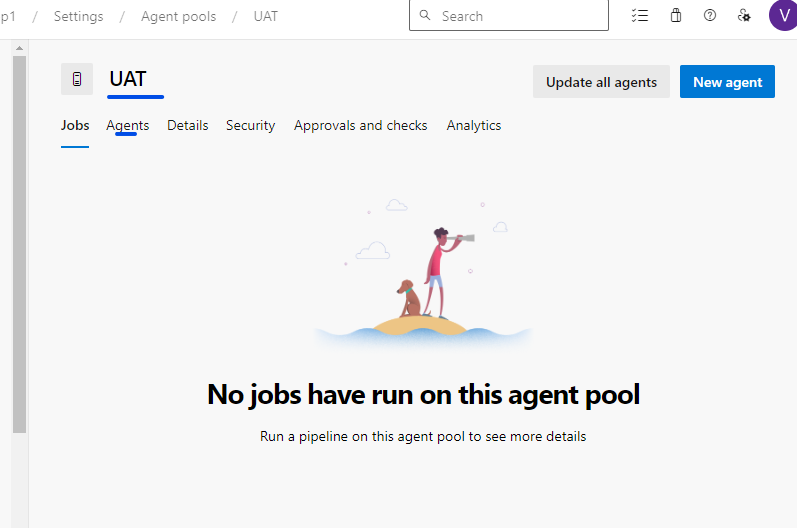 p1 / Settings / Agent pools / UAT Search V
UAT Update all agents New agent
Jobs Agents Details Security Approvals and checks Analytics
No jobs have run on this agent pool
Run a pipeline on this agent pool to see more details